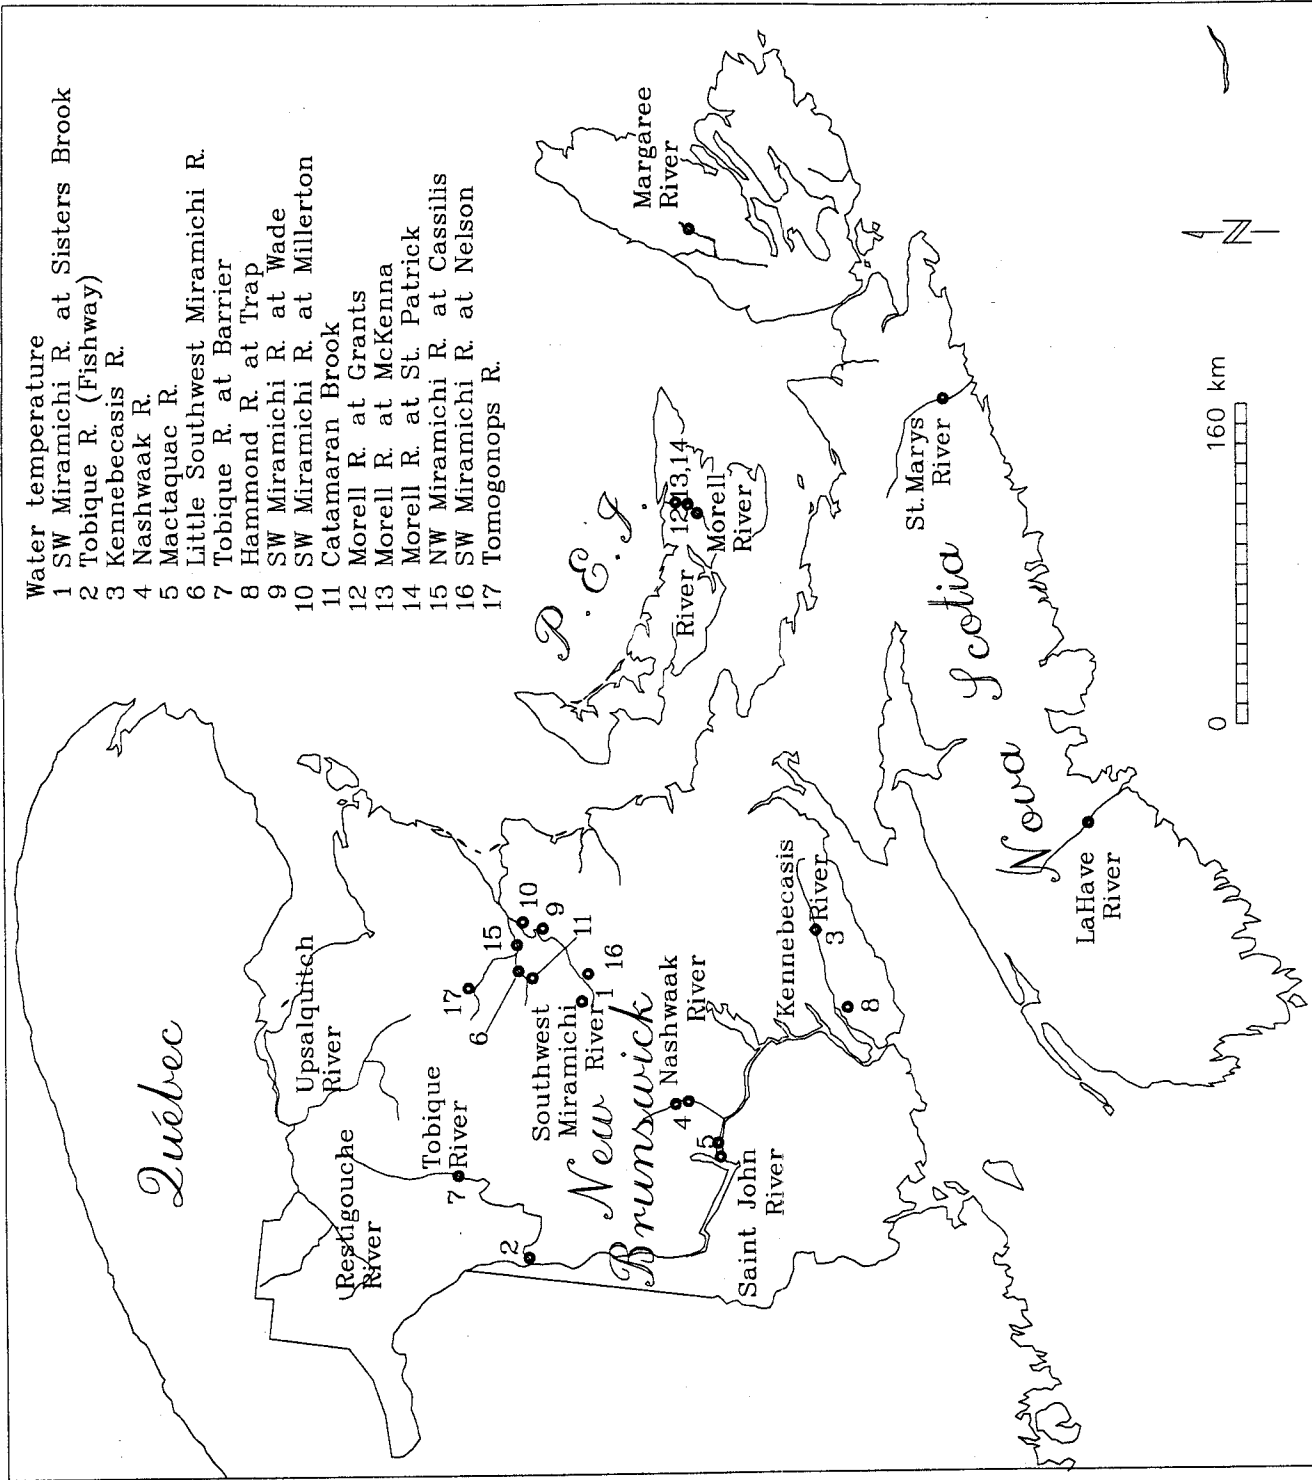 Water temperature
1 SW Miramichi R. at Sisters Brook
2 Tobique R. (Fishway)
3 Kennebecasis R.
4 Nashwaak R.
5 Mactaquac R.
6 Little Southwest Miramichi R.
7 Tobique R. at Barrier
8 Hammond R. at Trap
9 SW Miramichi R. at Wade
10 SW Miramichi R. at Millerton
11 Catamaran Brook
12 Morell R. at Grants
13 Morell R. at McKenna
14 Morell R. at St. Patrick
15 NW Miramichi R. at Cassilis
16 SW Miramichi R. at Nelson
17 Tomogonops R.
Québec
Restigouche
River
Upsalquitch
River
Tobique
River
7
2
17
6
15
10
9
11
16
1
Southwest
Miramichi
River
New
Brunswick
Nashwaak
River
4
5
Saint John
River
Kennebecasis
River
3
8
P.E.I.
River
12
13,14
Morell
River
Margaree
River
St. Marys
River
Nova Scotia
LaHave
River
0
160 km
N